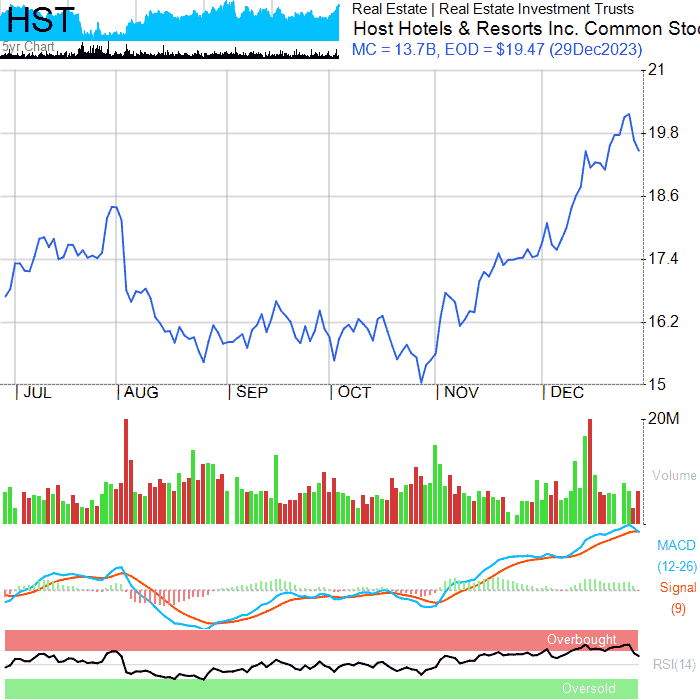 HST
5yr Chart
Real Estate | Real Estate Investment Trusts
Host Hotels & Resorts Inc. Common Stoc
MC = 13.7B, EOD = $19.47 (29Dec2023)
21
19.8
18.6
17.4
16.2
15
| JUL | AUG | SEP | OCT | NOV | DEC
20M
Volume
MACD
(12-26)
Signal
(9)
Overbought
RSI(14)
Oversold